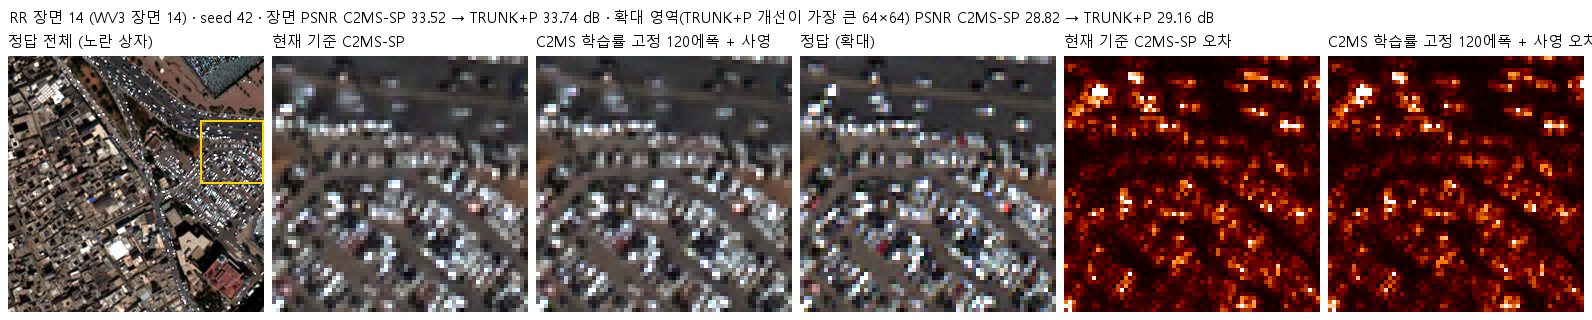 RR 장면 14 (WV3 장면 14) · seed 42 · 장면 PSNR C2MS-SP 33.52 → TRUNK+P 33.74 dB · 확대 영역(TRUNK+P 개선이 가장 큰 64×64) PSNR C2MS-SP 28.82 → TRUNK+P 29.16 dB
정답 전체 (노란 상자)
현재 기준 C2MS-SP
C2MS 학습률 고정 120에폭 + 사영
정답 (확대)
현재 기준 C2MS-SP 오차
C2MS 학습률 고정 120에폭 + 사영 오차